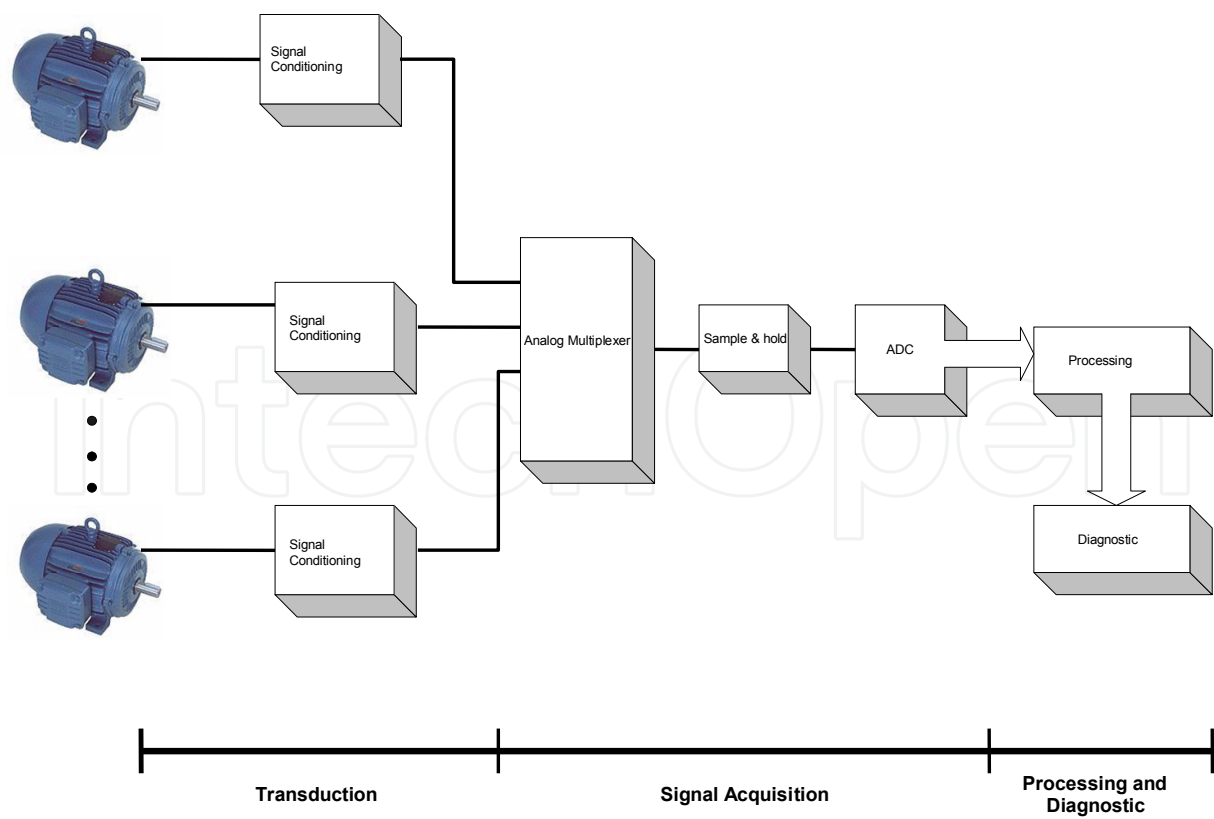 Signal
Conditioning
Signal
Conditioning
Analog Multiplexer
Sample & hold
ADC
Processing
Signal
Conditioning
Diagnostic
IntechOpen
Transduction
Signal Acquisition
Processing and
Diagnostic